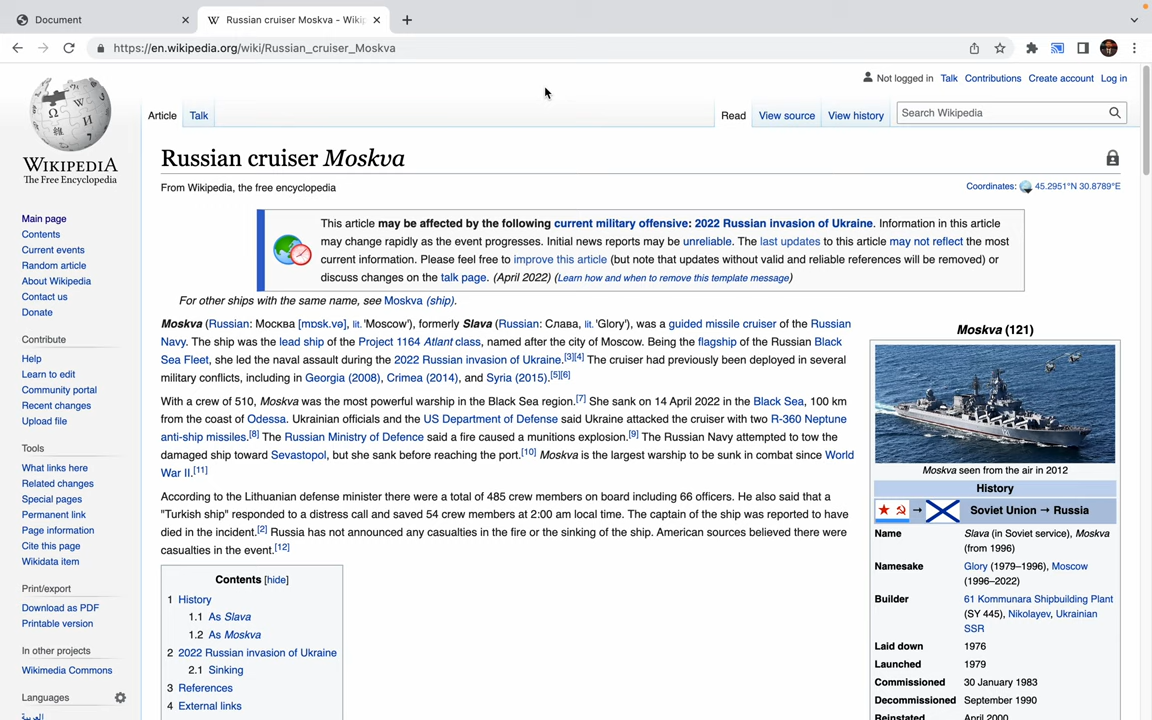 Document
Russian cruiser Moskva - Wiki
https://en.wikipedia.org/wiki/Russian_cruiser_Moskva
Not logged in Talk Contributions Create account Log in
Article Talk Read View source View history Search Wikipedia
WIKIPEDIA
The Free Encyclopedia
Main page
Contents
Current events
Random article
About Wikipedia
Contact us
Donate
Contribute
Help
Learn to edit
Community portal
Recent changes
Upload file
Tools
What links here
Related changes
Special pages
Permanent link
Page information
Cite this page
Wikidata item
Print/export
Download as PDF
Printable version
In other projects
Wikimedia Commons
Languages
العربية
Russian cruiser Moskva
From Wikipedia, the free encyclopedia
Coordinates: 45.2951°N 30.8789°E
This article may be affected by the following current military offensive: 2022 Russian invasion of Ukraine. Information in this article
may change rapidly as the event progresses. Initial news reports may be unreliable. The last updates to this article may not reflect the most
current information. Please feel free to improve this article (but note that updates without valid and reliable references will be removed) or
discuss changes on the talk page. (April 2022) (Learn how and when to remove this template message)
For other ships with the same name, see Moskva (ship).
Moskva (Russian: Москва [mɒsk.və], lit. 'Moscow'), formerly Slava (Russian: Слава, lit. 'Glory'), was a guided missile cruiser of the Russian
Navy. The ship was the lead ship of the Project 1164 Atlant class, named after the city of Moscow. Being the flagship of the Russian Black
Sea Fleet, she led the naval assault during the 2022 Russian invasion of Ukraine.[3][4] The cruiser had previously been deployed in several
military conflicts, including in Georgia (2008), Crimea (2014), and Syria (2015).[5][6]
With a crew of 510, Moskva was the most powerful warship in the Black Sea region.[7] She sank on 14 April 2022 in the Black Sea, 100 km
from the coast of Odessa. Ukrainian officials and the US Department of Defense said Ukraine attacked the cruiser with two R-360 Neptune
anti-ship missiles.[8] The Russian Ministry of Defence said a fire caused a munitions explosion.[9] The Russian Navy attempted to tow the
damaged ship toward Sevastopol, but she sank before reaching the port.[10] Moskva is the largest warship to be sunk in combat since World
War II.[11]
According to the Lithuanian defense minister there were a total of 485 crew members on board including 66 officers. He also said that a
"Turkish ship" responded to a distress call and saved 54 crew members at 2:00 am local time. The captain of the ship was reported to have
died in the incident.[2] Russia has not announced any casualties in the fire or the sinking of the ship. American sources believed there were
casualties in the event.[12]
Contents [hide]
1 History
1.1 As Slava
1.2 As Moskva
2 2022 Russian invasion of Ukraine
2.1 Sinking
3 References
4 External links
Moskva (121)
Moskva seen from the air in 2012
History
Soviet Union → Russia
Name Slava (in Soviet service), Moskva
(from 1996)
Namesake Glory (1979–1996), Moscow
(1996–2022)
Builder 61 Kommunara Shipbuilding Plant
(SY 445), Nikolayev, Ukrainian
SSR
Laid down 1976
Launched 1979
Commissioned 30 January 1983
Decommissioned September 1990
Reinstated April 2000